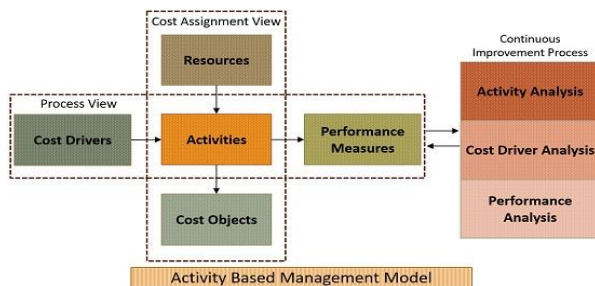 Cost Assignment View
Continuous
Improvement Process
Resources
Process View
Cost Drivers
Activities
Performance
Measures
Activity Analysis
Cost Driver Analysis
Performance
Analysis
Cost Objects
Activity Based Management Model